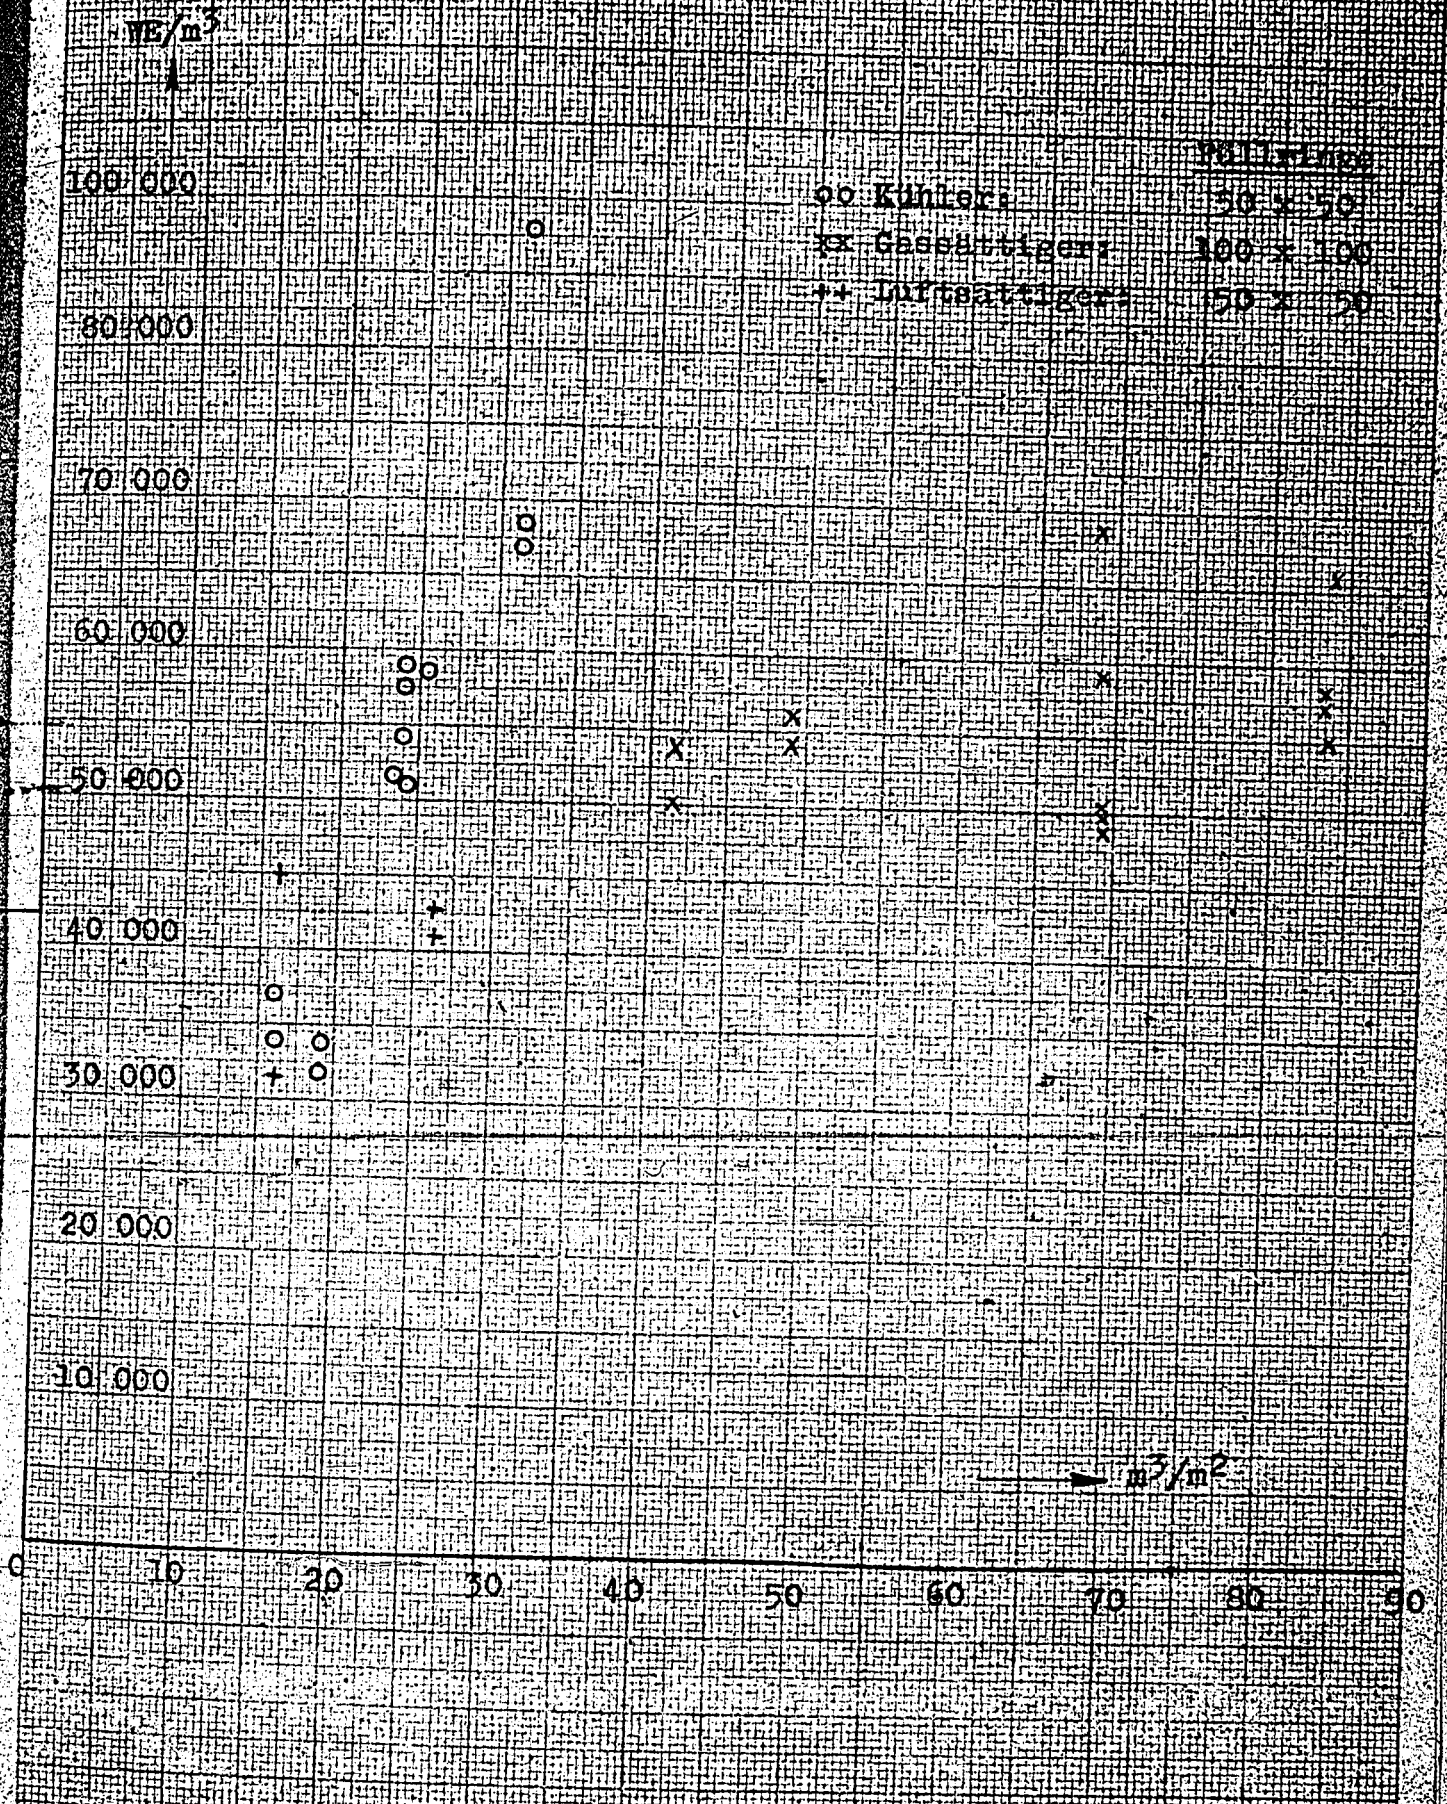 WE/m³
Füllringe
100 000
oo Kühler: 50 x 50
xx Gassättiger: 100 x 100
++ Luftsättiger: 50 x 50
80 000
70 000
60 000
50 000
40 000
30 000
20 000
10 000
m³/m²
0 10 20 30 40 50 60 70 80 90